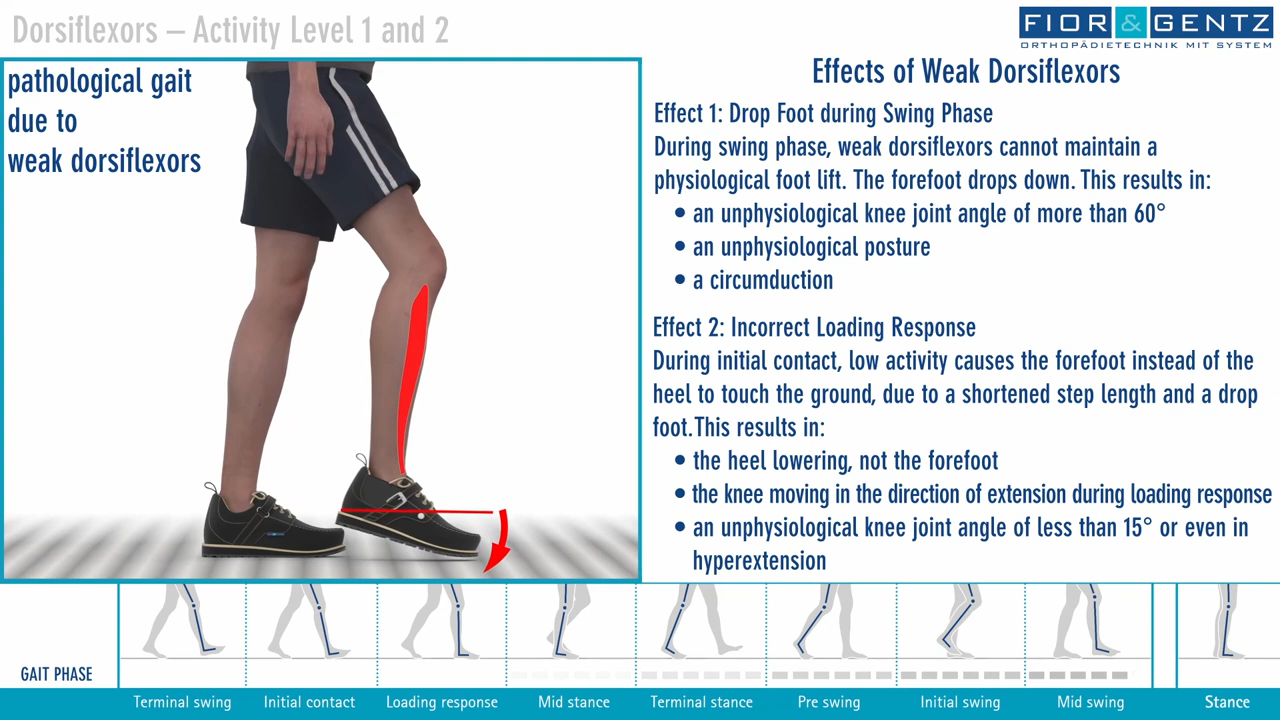 Dorsiflexors – Activity Level 1 and 2
FIOR & GENTZ
ORTHOPÄDIETECHNIK MIT SYSTEM
pathological gait
due to
weak dorsiflexors
Effects of Weak Dorsiflexors
Effect 1: Drop Foot during Swing Phase
During swing phase, weak dorsiflexors cannot maintain a
physiological foot lift. The forefoot drops down. This results in:
• an unphysiological knee joint angle of more than 60°
• an unphysiological posture
• a circumduction
Effect 2: Incorrect Loading Response
During initial contact, low activity causes the forefoot instead of the
heel to touch the ground, due to a shortened step length and a drop
foot.This results in:
• the heel lowering, not the forefoot
• the knee moving in the direction of extension during loading response
• an unphysiological knee joint angle of less than 15° or even in
hyperextension
GAIT PHASE
Terminal swing
Initial contact
Loading response
Mid stance
Terminal stance
Pre swing
Initial swing
Mid swing
Stance